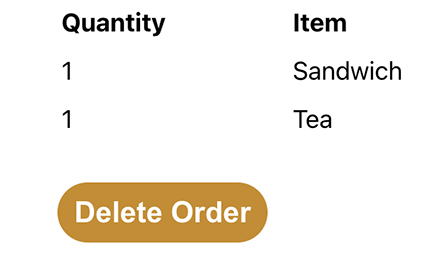 Quantity Item
1 Sandwich
1 Tea
Delete Order